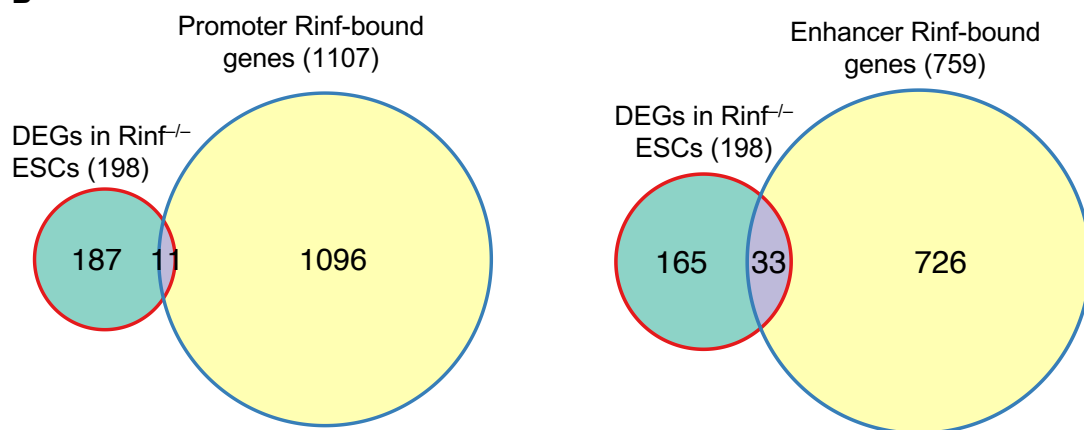 Promoter Rinf-bound
genes (1107)
DEGs in Rinf–/–
ESCs (198)
187
11
1096
Enhancer Rinf-bound
genes (759)
DEGs in Rinf–/–
ESCs (198)
165
33
726